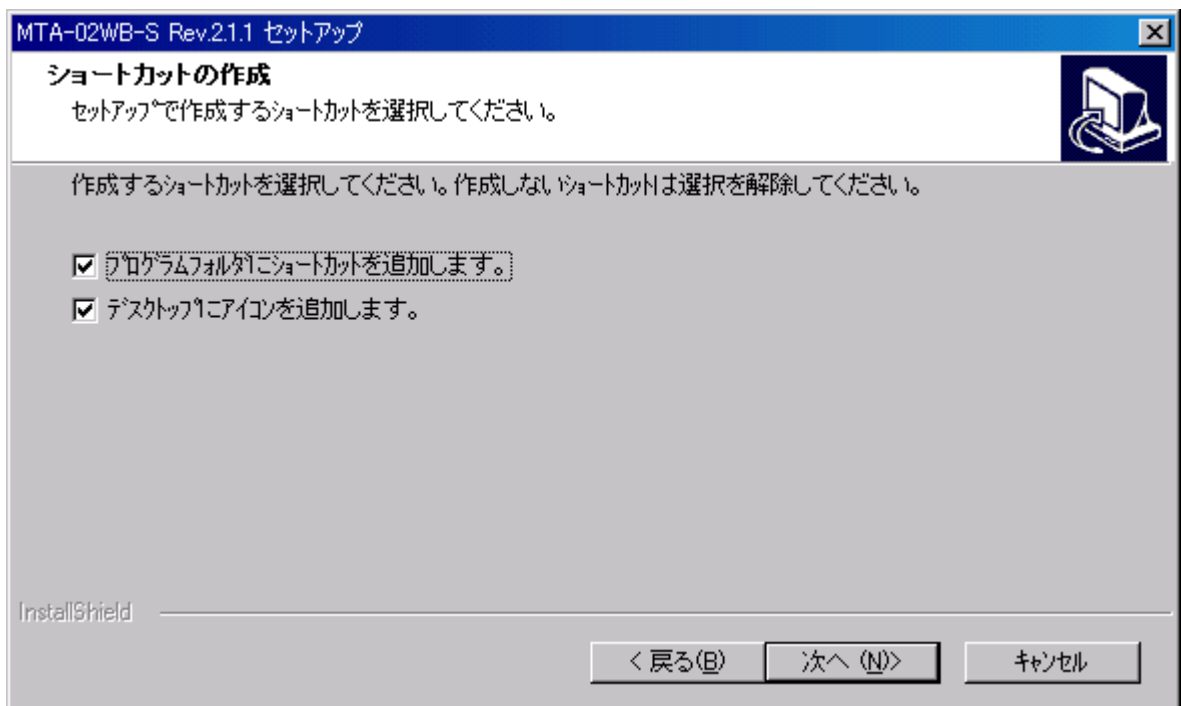 MTA-02WB-S Rev.2.1.1 セットアップ
ショートカットの作成
セットアップで作成するショートカットを選択してください。
作成するショートカットを選択してください。作成しないショートカットは選択を解除してください。
プログラムフォルダにショートカットを追加します。
デスクトップにアイコンを追加します。
InstallShield
< 戻る(B)
次へ (N)>
キャンセル